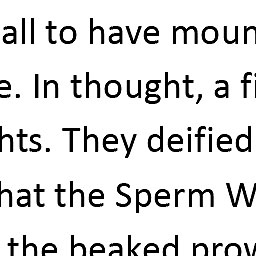 all to have moun
e. In thought, a fi
hts. They deified
hat the Sperm W
the beaked prov